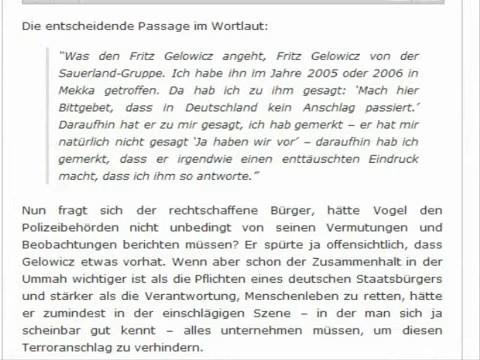 Die entscheidende Passage im Wortlaut:
"Was den Fritz Gelowicz angeht, Fritz Gelowicz von der
Sauerland-Gruppe. Ich habe ihn im Jahre 2005 oder 2006 in
Mekka getroffen. Da hab ich zu ihm gesagt: ‘Mach hier
Bittgebet, dass in Deutschland kein Anschlag passiert.´
Daraufhin hat er zu mir gesagt, ich hab gemerkt – er hat mir
natürlich nicht gesagt ‘Ja haben wir vor´ – daraufhin hab ich
gemerkt, dass er irgendwie einen enttäuschten Eindruck
macht, dass ich ihm so antworte.”
Nun fragt sich der rechtschaffene Bürger, hätte Vogel den
Polizeibehörden nicht unbedingt von seinen Vermutungen und
Beobachtungen berichten müssen? Er spürte ja offensichtlich, dass
Gelowicz etwas vorhat. Wenn aber schon der Zusammenhalt in der
Ummah wichtiger ist als die Pflichten eines deutschen Staatsbürgers
und stärker als die Verantwortung, Menschenleben zu retten, hätte
er zumindest in der einschlägigen Szene – in der man sich ja
scheinbar gut kennt – alles unternehmen müssen, um diesen
Terroranschlag zu verhindern.